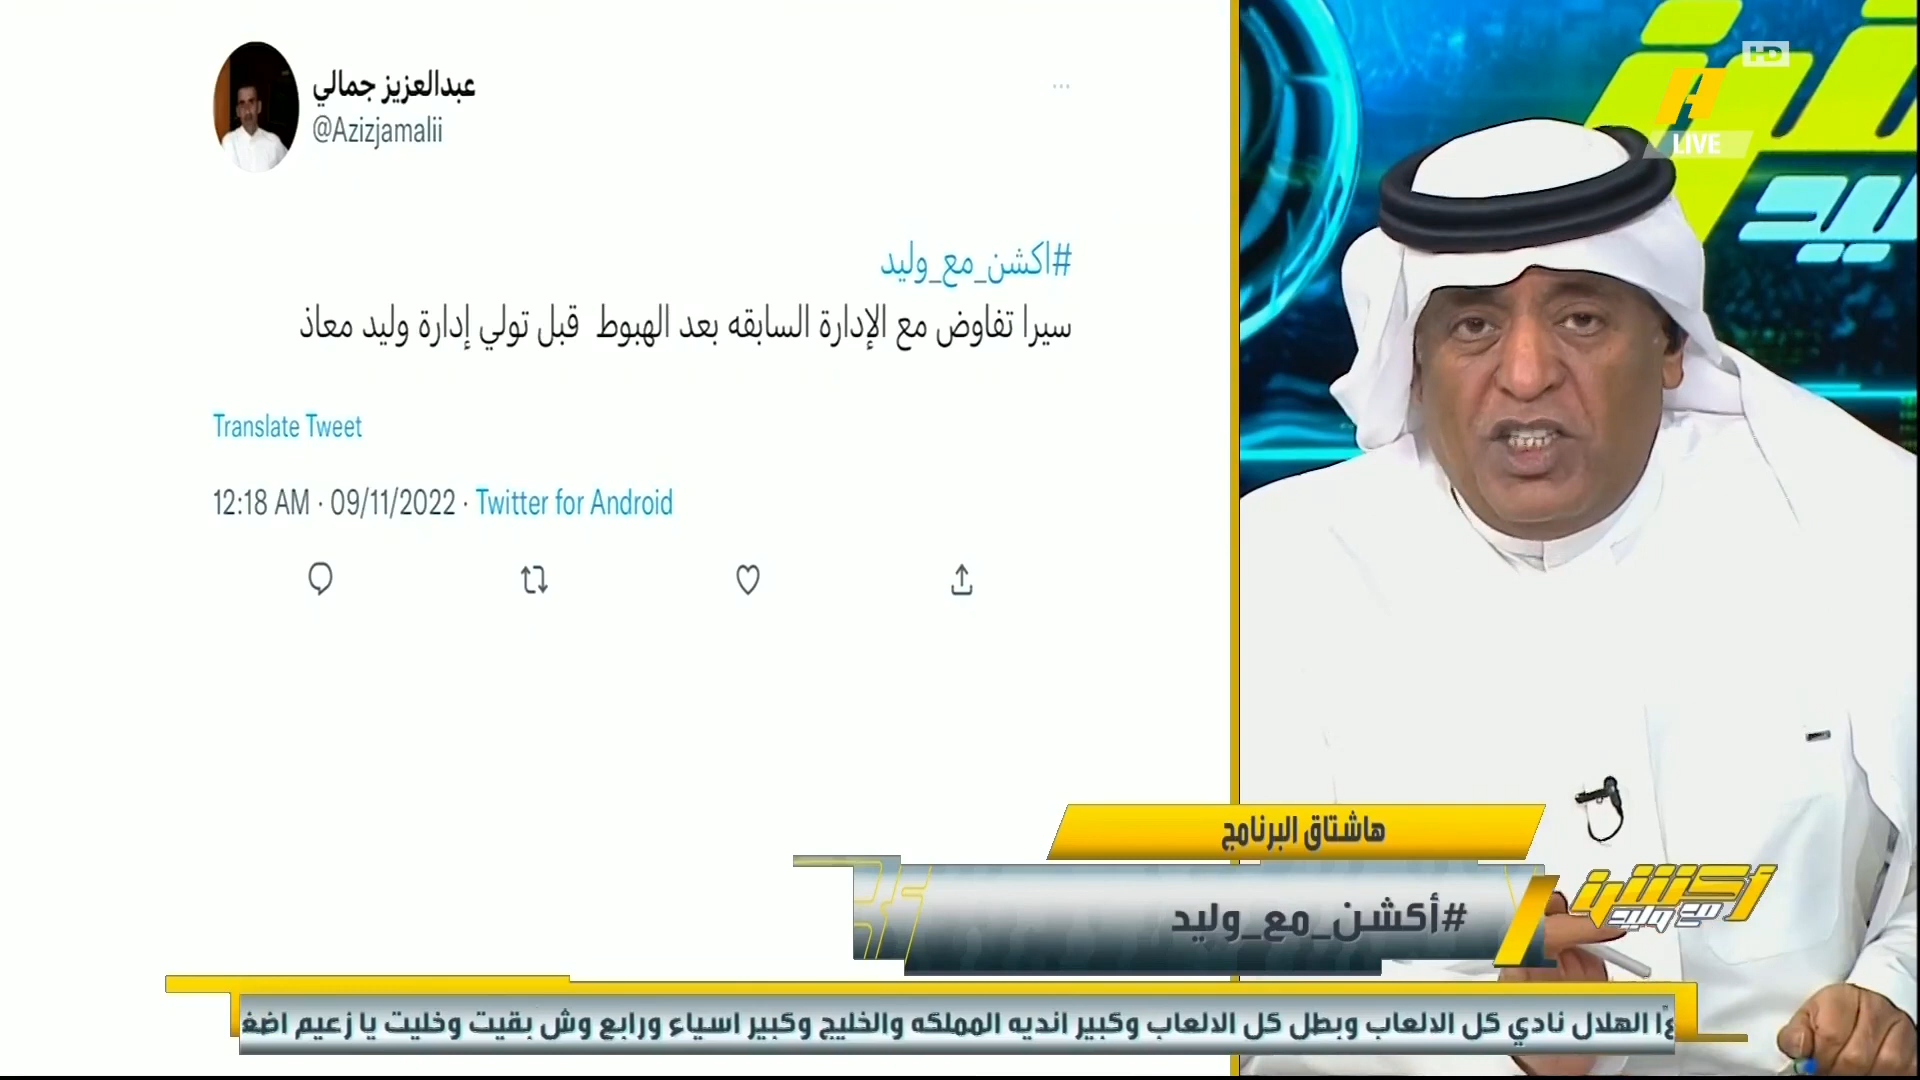 عبدالعزيز جمالي
@Azizjamalii
#اكشن_مع_وليد
سيرا تفاوض مع الإدارة السابقه بعد الهبوط قبل تولي إدارة وليد معاذ
Translate Tweet
12:18 AM · 09/11/2022 · Twitter for Android
HD
LIVE
هاشتاق البرنامج
#أكشن_مع_وليد
أكشن
مع وليد
الهلال نادي كل الالعاب وبطل كل الالعاب وكبير انديه المملكه والخليج وكبير اسياء ورابع وش بقيت وخليت يا زعيم